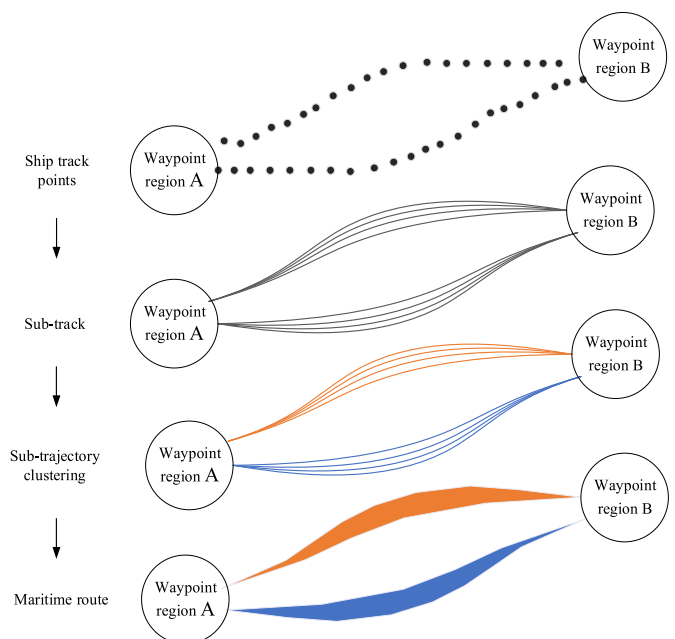 Waypoint
region B
Waypoint
region A
Ship track
points
Waypoint
region B
Waypoint
region A
Sub-track
Waypoint
region B
Waypoint
region A
Sub-trajectory
clustering
Waypoint
region B
Waypoint
region A
Maritime route